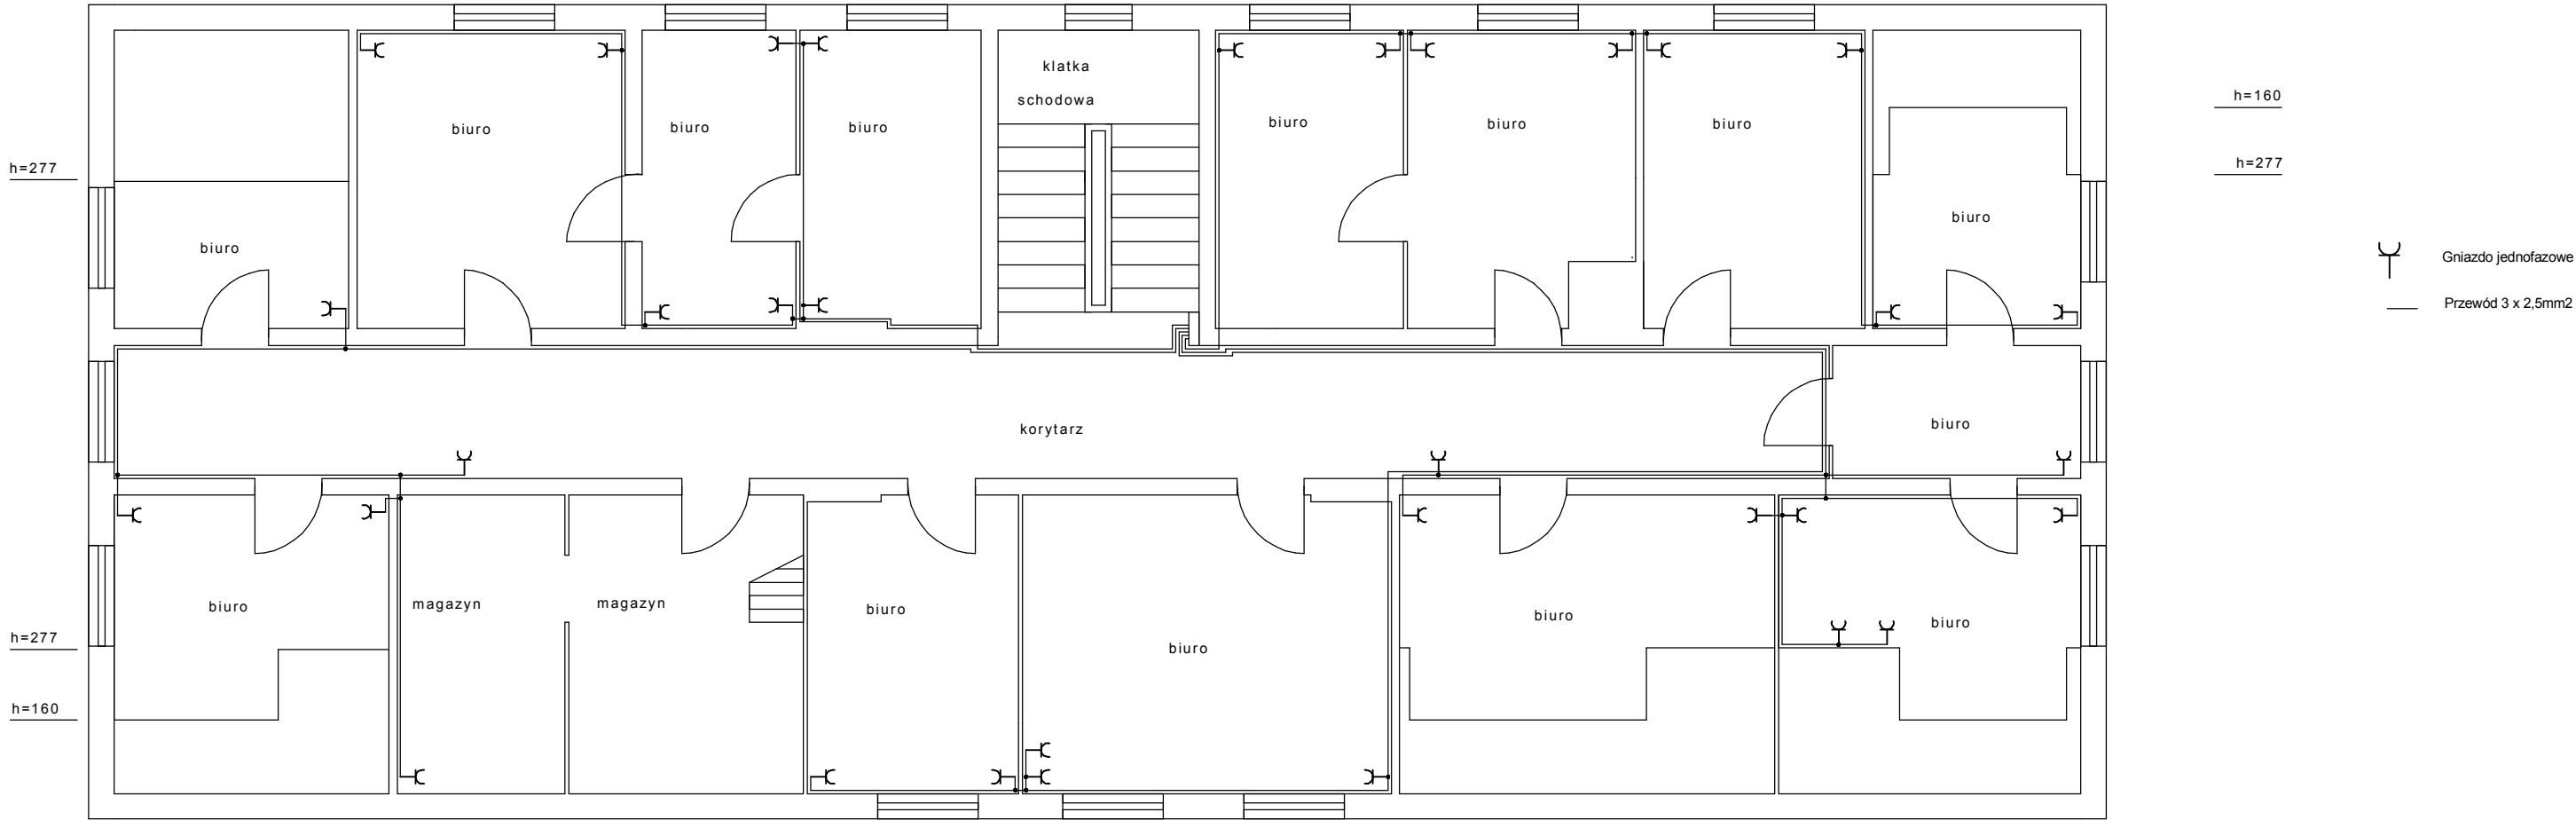 klatka
schodowa
h=160
biuro
biuro
biuro
biuro
biuro
biuro
h=277
h=277
biuro
biuro
Gniazdo jednofazowe
Przewód 3 x 2,5mm2
korytarz
biuro
biuro
magazyn
magazyn
biuro
biuro
biuro
biuro
h=277
h=160